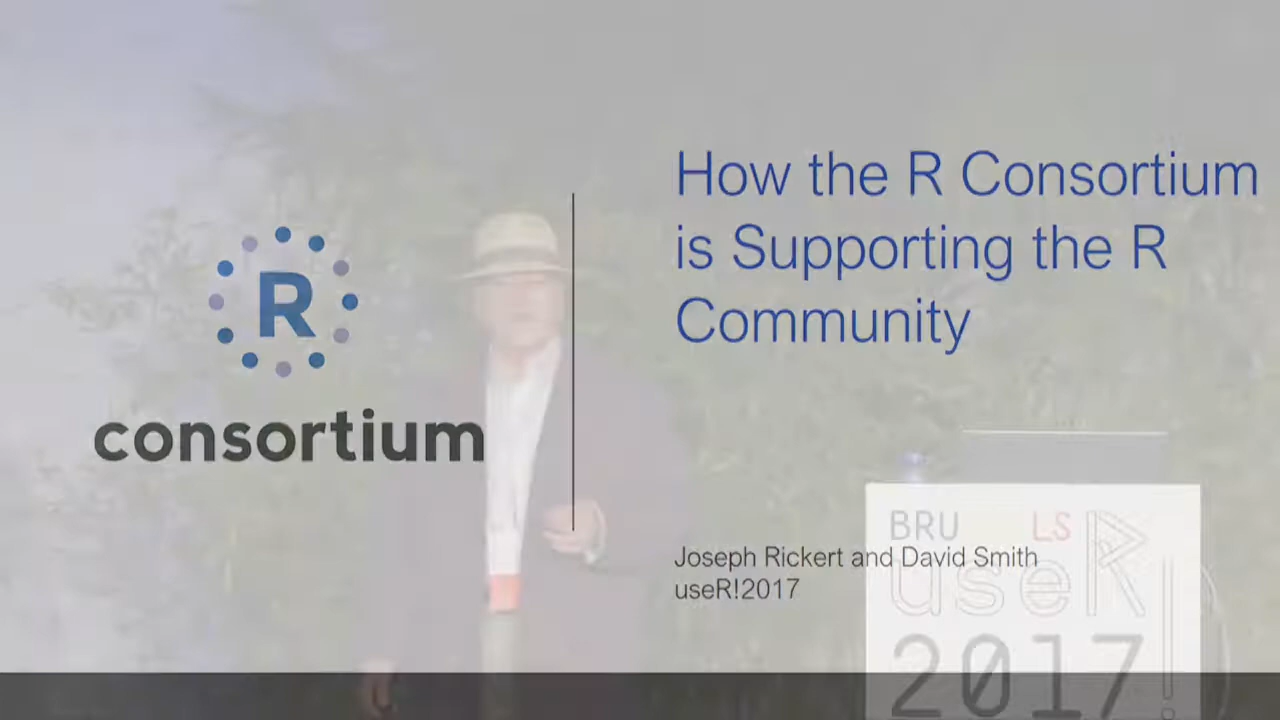 How the R Consortium
is Supporting the R
Community
R
consortium
Joseph Rickert and David Smith
useR!2017
BRU LS
useR!
2017